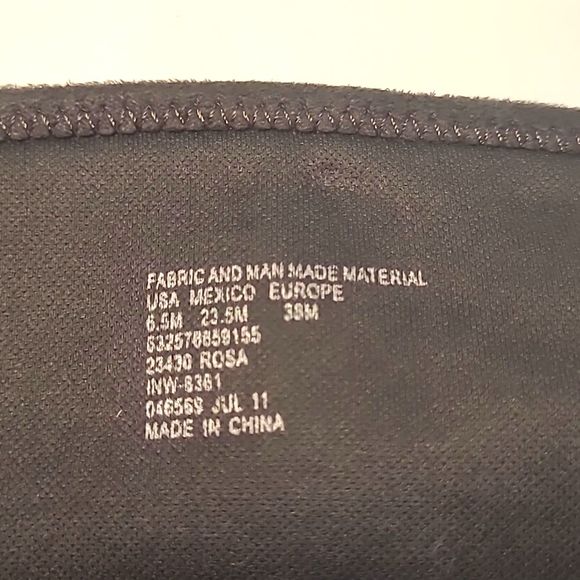 FABRIC AND MAN MADE MATERIAL
USA MEXICO EUROPE
6.5M 23.5M 38M
632576859155
23430 ROSA
INW-8361
046569 JUL 11
MADE IN CHINA